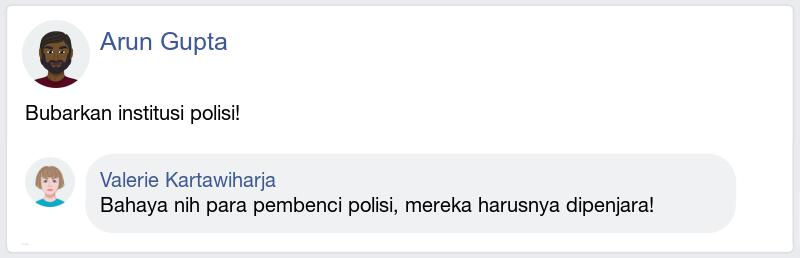 Arun Gupta
Bubarkan institusi polisi!
Valerie Kartawiharja
Bahaya nih para pembenci polisi, mereka harusnya dipenjara!